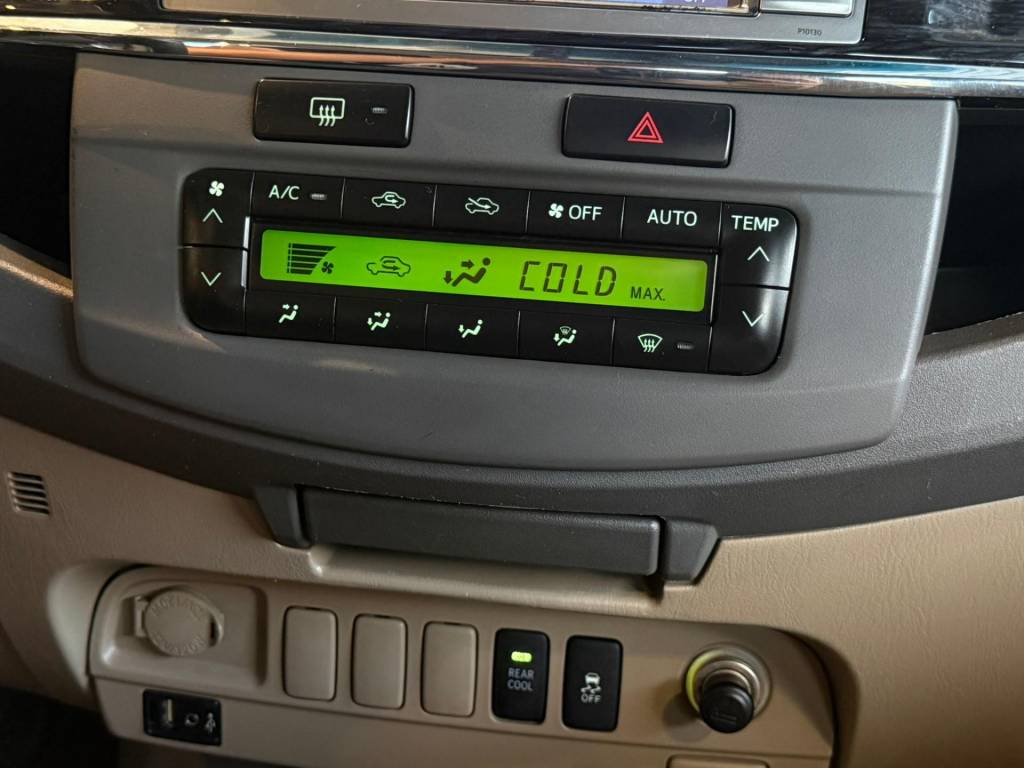 P10130
A/C
OFF
AUTO
TEMP
COLD MAX.
REAR
COOL
OFF